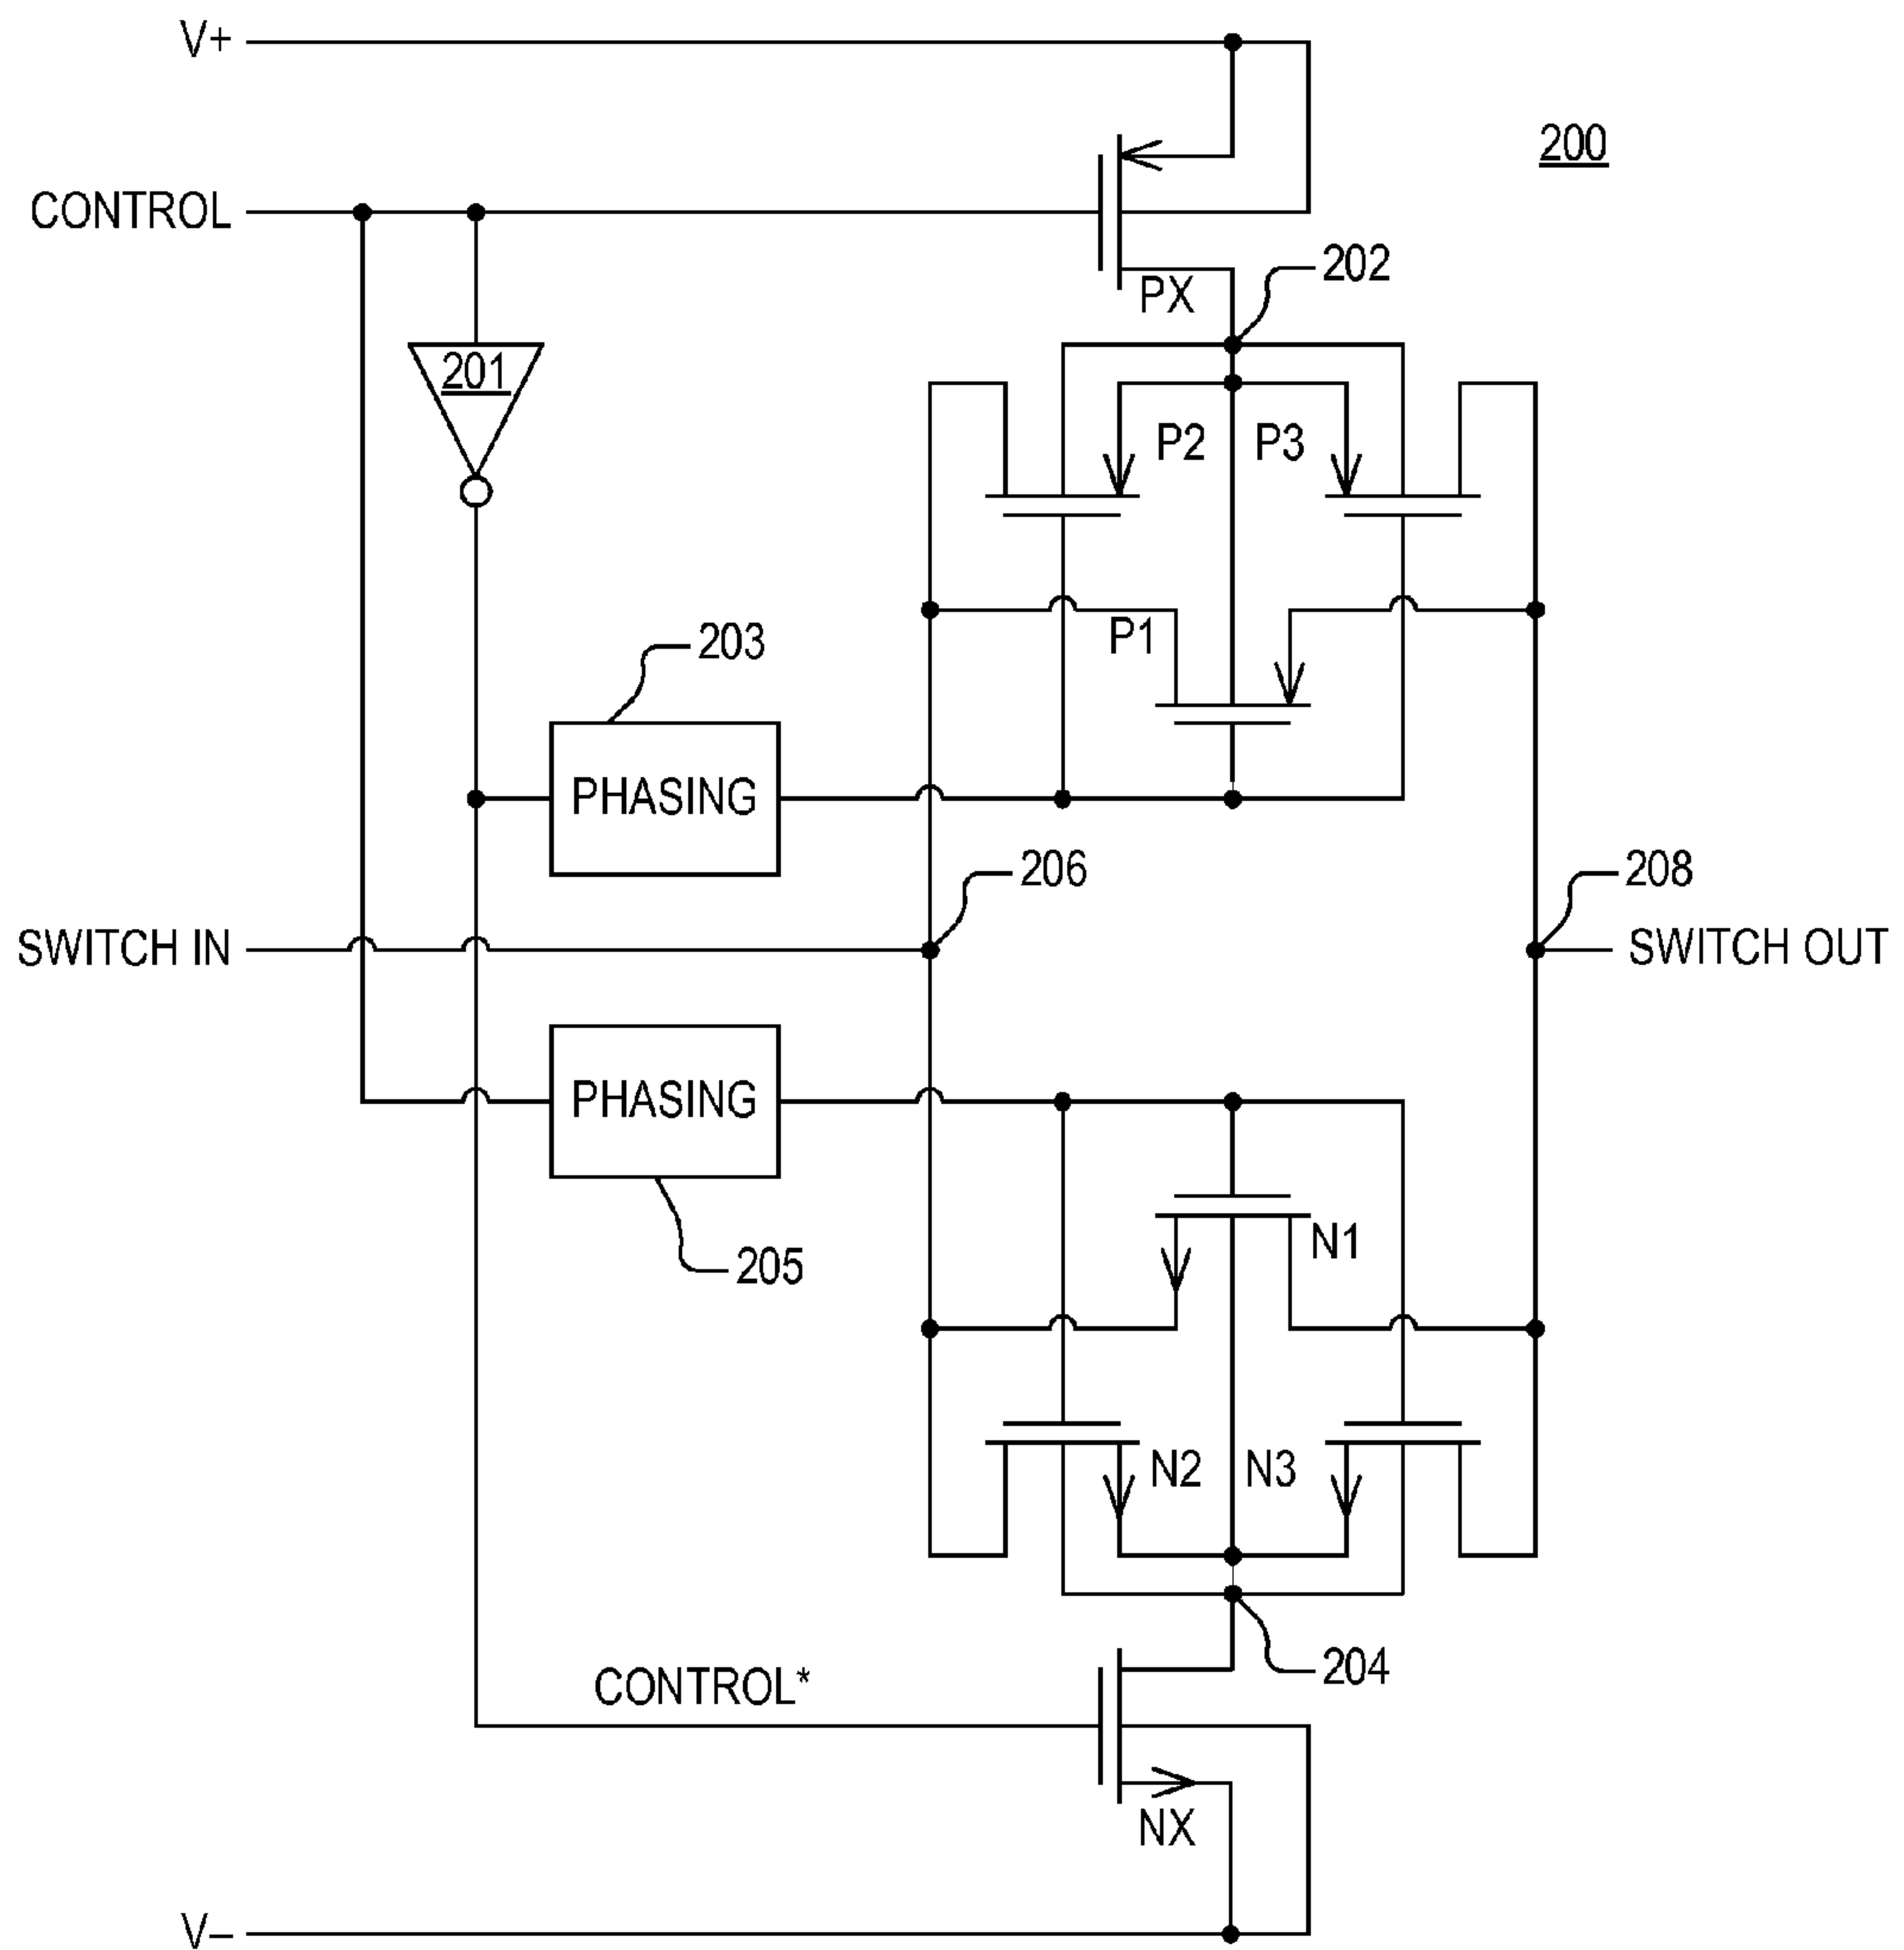 V+
200
CONTROL
202
PX
201
P2
P3
P1
203
PHASING
206
208
SWITCH IN
SWITCH OUT
PHASING
N1
205
N2
N3
204
CONTROL*
NX
V–